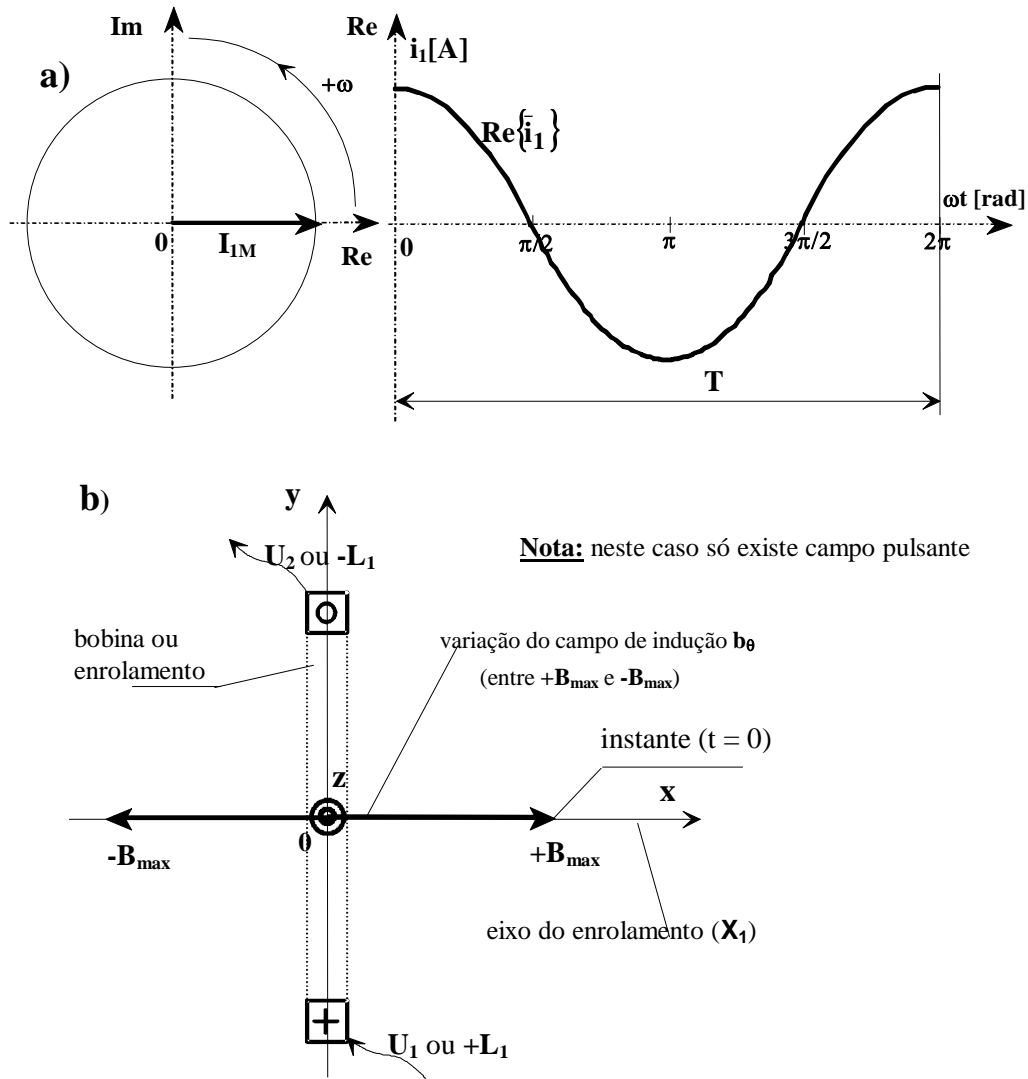 a)
Im
+ω
0
I1M
Re
Re
i1[A]
Re{i̅1}
ωt [rad]
0
π/2
π
3π/2
2π
T
b)
y
U2 ou -L1
Nota: neste caso só existe campo pulsante
bobina ou
enrolamento
variação do campo de indução bθ
(entre +Bmax e -Bmax)
instante (t = 0)
z
x
0
-Bmax
+Bmax
eixo do enrolamento (X1)
U1 ou +L1